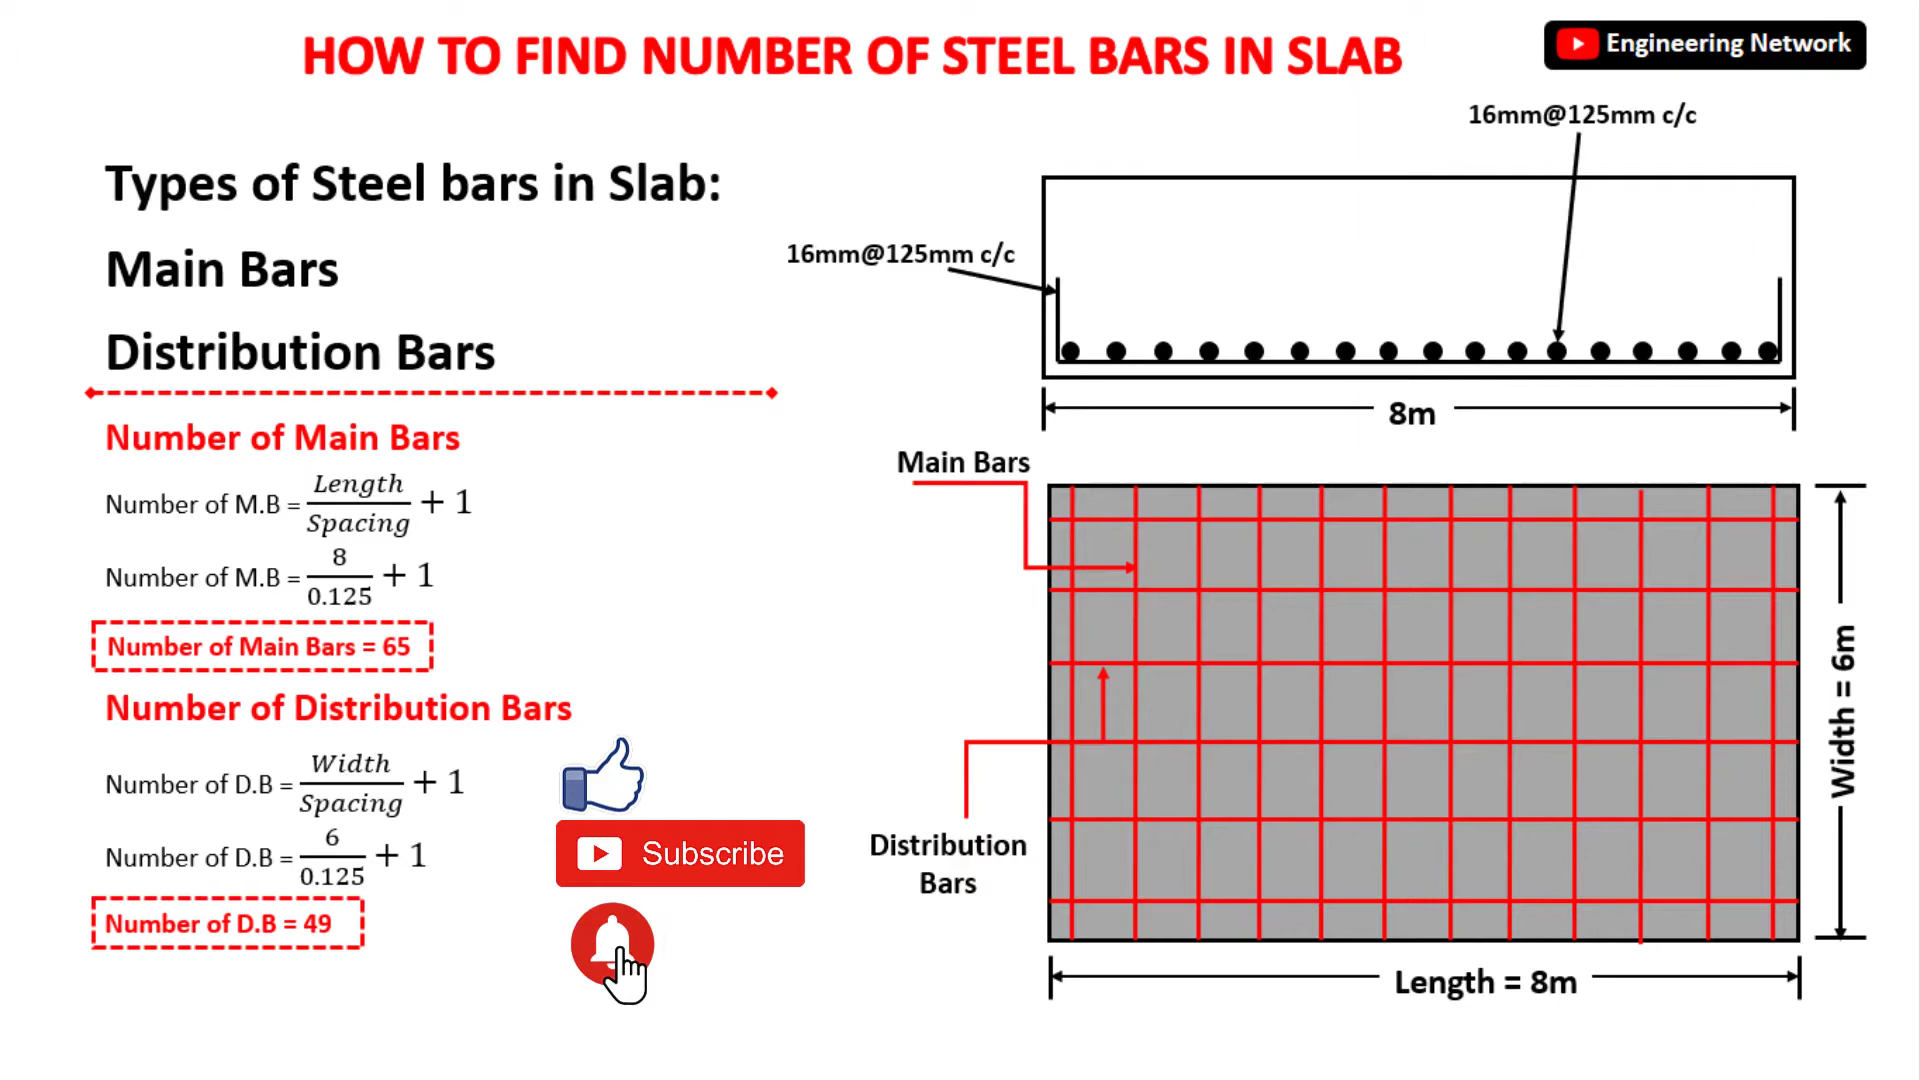 HOW TO FIND NUMBER OF STEEL BARS IN SLAB
Engineering Network
Types of Steel bars in Slab:
Main Bars
Distribution Bars
Number of Main Bars
Number of M.B = Length/Spacing + 1
Number of M.B = 8/0.125 + 1
Number of Main Bars = 65
Number of Distribution Bars
Number of D.B = Width/Spacing + 1
Number of D.B = 6/0.125 + 1
Number of D.B = 49
Subscribe
16mm@125mm c/c
16mm@125mm c/c
8m
Main Bars
Distribution
Bars
Width = 6m
Length = 8m